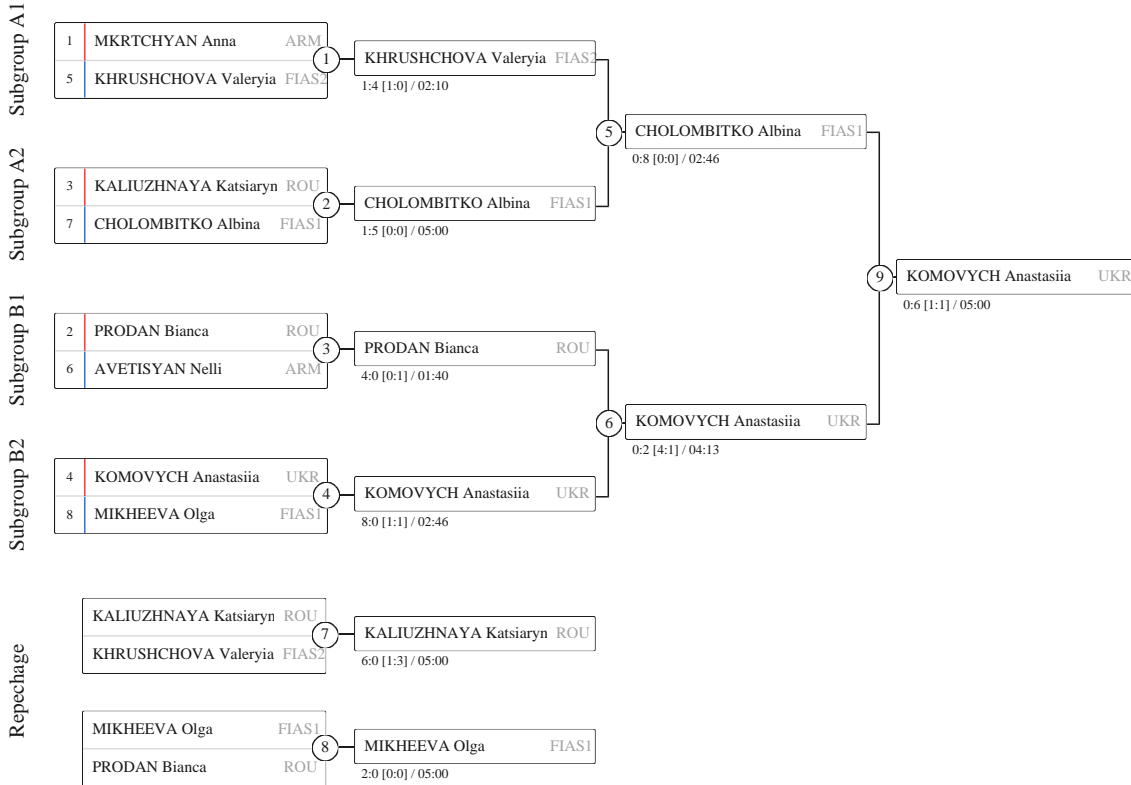 Subgroup A1
1 MKRTCHYAN Anna ARM
5 KHRUSHCHOVA Valeryia FIAS2
1
KHRUSHCHOVA Valeryia FIAS2
1:4 [1:0] / 02:10
5
CHOLOMBITKO Albina FIAS1
0:8 [0:0] / 02:46
Subgroup A2
3 KALIUZHNAYA Katsiaryn ROU
7 CHOLOMBITKO Albina FIAS1
2
CHOLOMBITKO Albina FIAS1
1:5 [0:0] / 05:00
9
KOMOVYCH Anastasiia UKR
0:6 [1:1] / 05:00
Subgroup B1
2 PRODAN Bianca ROU
6 AVETISYAN Nelli ARM
3
PRODAN Bianca ROU
4:0 [0:1] / 01:40
6
KOMOVYCH Anastasiia UKR
0:2 [4:1] / 04:13
Subgroup B2
4 KOMOVYCH Anastasiia UKR
8 MIKHEEVA Olga FIAS1
4
KOMOVYCH Anastasiia UKR
8:0 [1:1] / 02:46
Repechage
KALIUZHNAYA Katsiaryn ROU
KHRUSHCHOVA Valeryia FIAS2
7
KALIUZHNAYA Katsiaryn ROU
6:0 [1:3] / 05:00
MIKHEEVA Olga FIAS1
PRODAN Bianca ROU
8
MIKHEEVA Olga FIAS1
2:0 [0:0] / 05:00